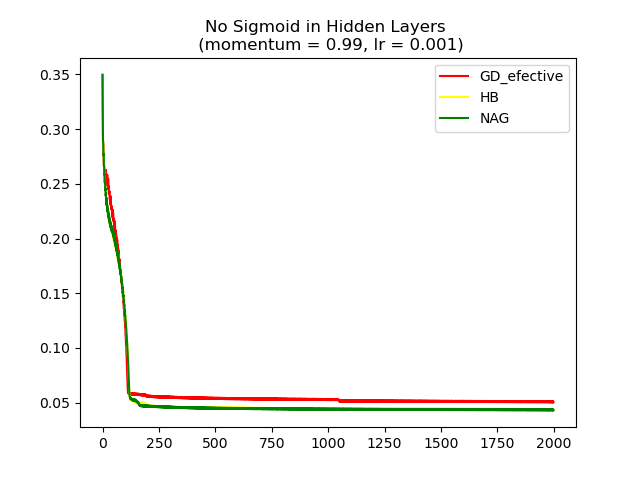 No Sigmoid in Hidden Layers
(momentum = 0.99, lr = 0.001)
GD_efective
HB
NAG
0.35
0.30
0.25
0.20
0.15
0.10
0.05
0 250 500 750 1000 1250 1500 1750 2000